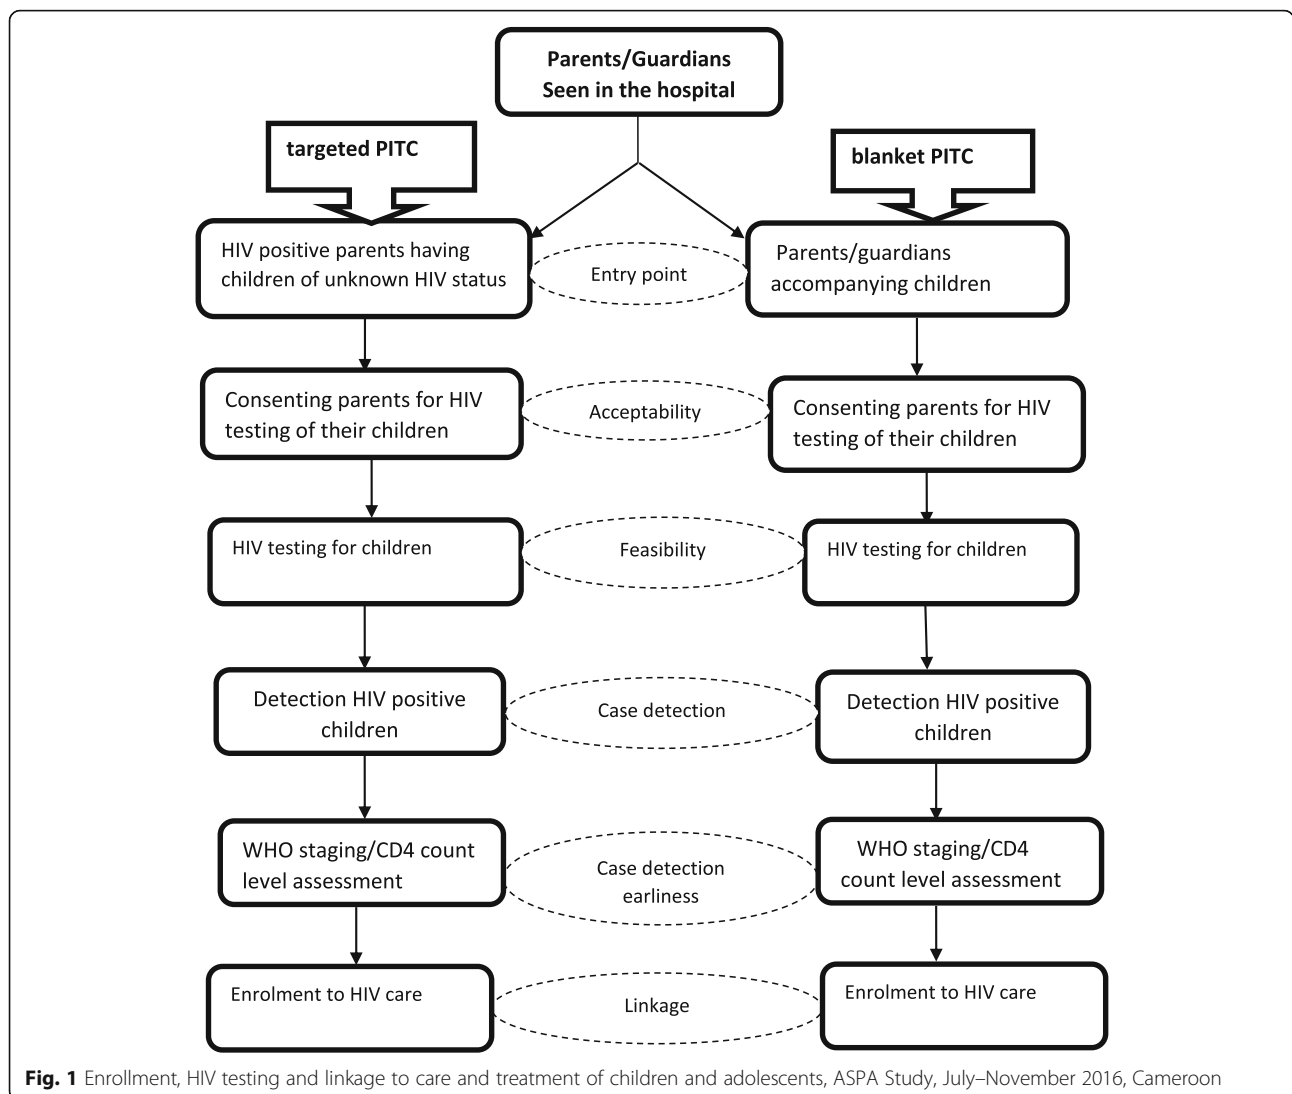 Parents/Guardians
Seen in the hospital
targeted PITC
blanket PITC
HIV positive parents having
children of unknown HIV status
Entry point
Parents/guardians
accompanying children
Consenting parents for HIV
testing of their children
Acceptability
Consenting parents for HIV
testing of their children
HIV testing for children
Feasibility
HIV testing for children
Detection HIV positive
children
Case detection
Detection HIV positive
children
WHO staging/CD4 count
level assessment
Case detection
earliness
WHO staging/CD4
count level assessment
Enrolment to HIV care
Linkage
Enrolment to HIV care
Fig. 1 Enrollment, HIV testing and linkage to care and treatment of children and adolescents, ASPA Study, July–November 2016, Cameroon